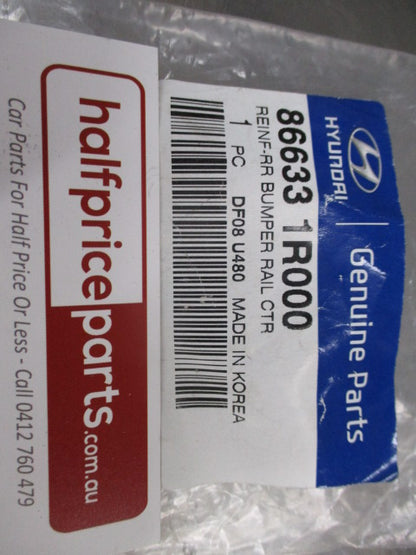 halfpriceparts.com.au
Car Parts For Half Price Or Less - Call 0412 760 479
HYUNDAI
Genuine Parts
86633 1R000
REINF-RR BUMPER RAIL CTR
1 PC DF08 U480 MADE IN KOREA